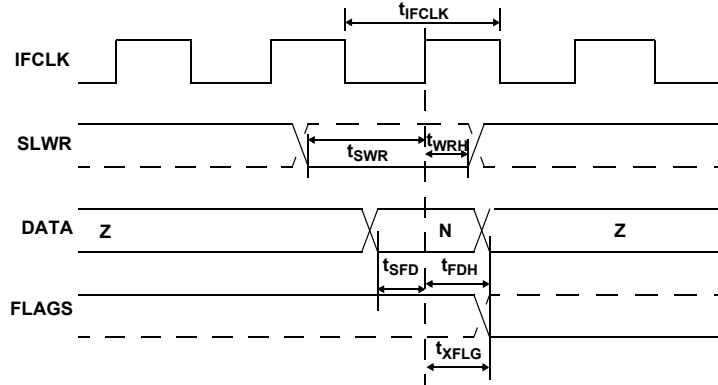 tIFCLK
IFCLK
SLWR
tSWR
tWRH
DATA
Z
N
Z
tSFD
tFDH
FLAGS
tXFLG